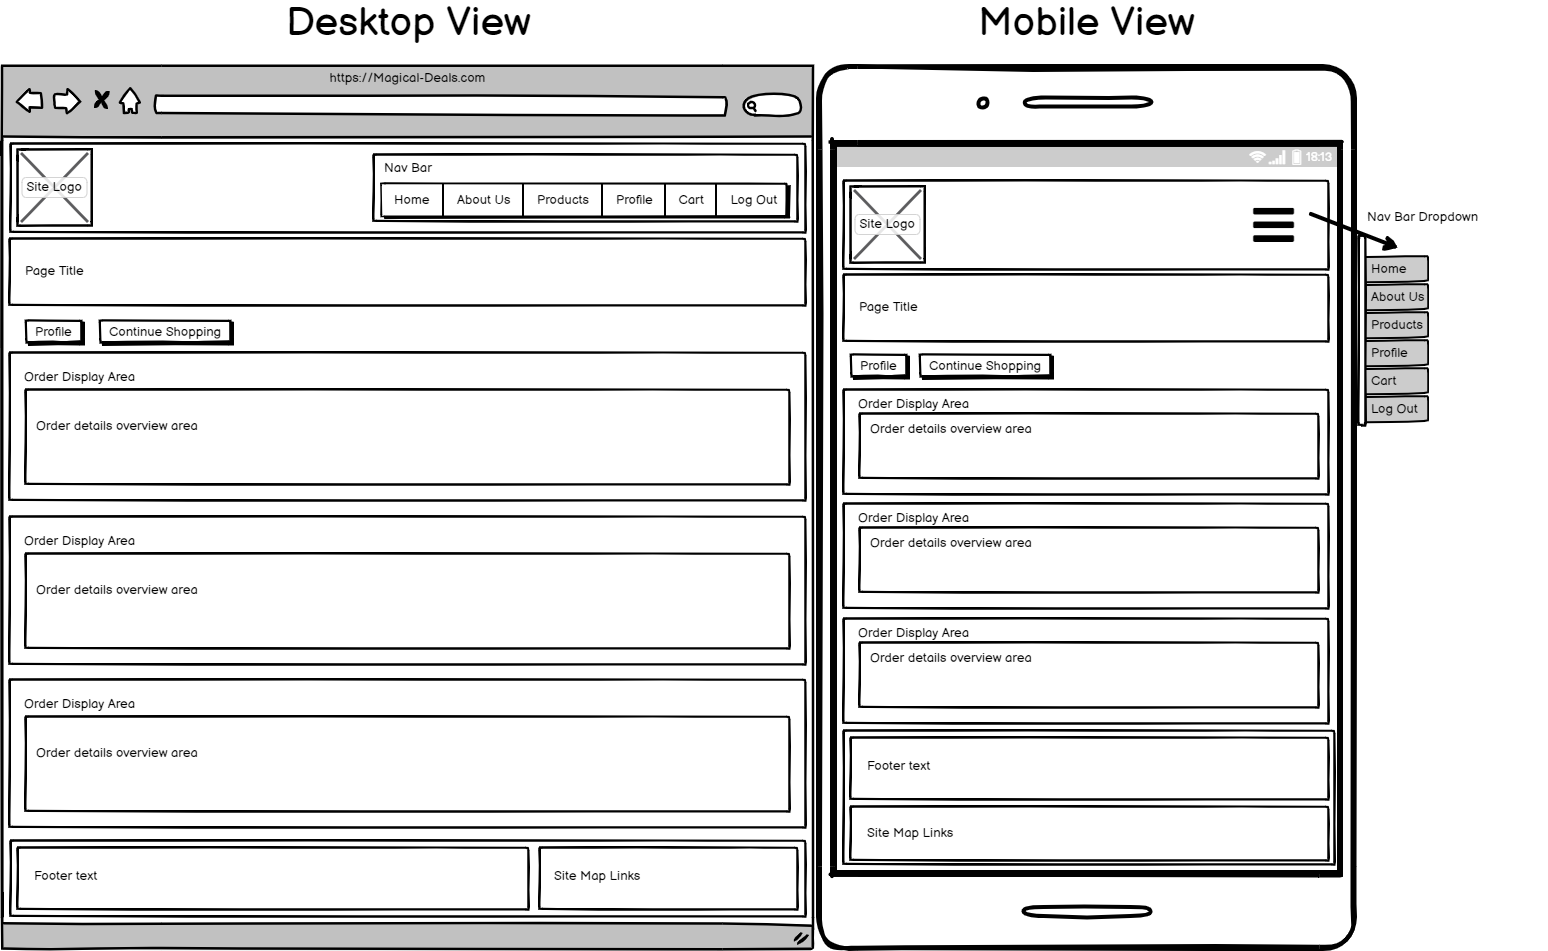 Desktop View
https://Magical-Deals.com
Site Logo
Nav Bar
Home About Us Products Profile Cart Log Out
Page Title
Profile Continue Shopping
Order Display Area
Order details overview area
Order Display Area
Order details overview area
Order Display Area
Order details overview area
Footer text
Site Map Links
Mobile View
18:13
Site Logo
Nav Bar Dropdown
Home
About Us
Products
Profile
Cart
Log Out
Page Title
Profile Continue Shopping
Order Display Area
Order details overview area
Order Display Area
Order details overview area
Order Display Area
Order details overview area
Footer text
Site Map Links